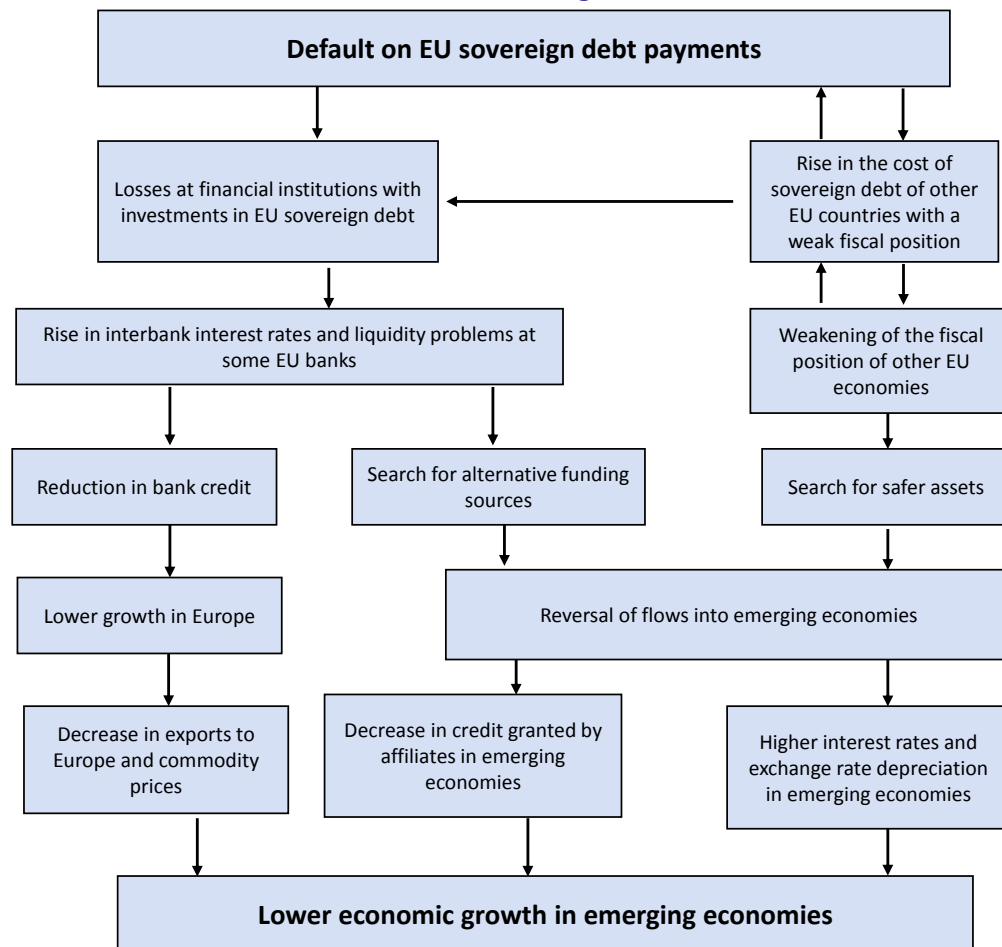 Default on EU sovereign debt payments
Losses at financial institutions with
investments in EU sovereign debt
Rise in the cost of
sovereign debt of other
EU countries with a
weak fiscal position
Rise in interbank interest rates and liquidity problems at
some EU banks
Weakening of the fiscal
position of other EU
economies
Reduction in bank credit
Search for alternative funding
sources
Search for safer assets
Lower growth in Europe
Reversal of flows into emerging economies
Decrease in exports to
Europe and commodity
prices
Decrease in credit granted by
affiliates in emerging
economies
Higher interest rates and
exchange rate depreciation
in emerging economies
Lower economic growth in emerging economies